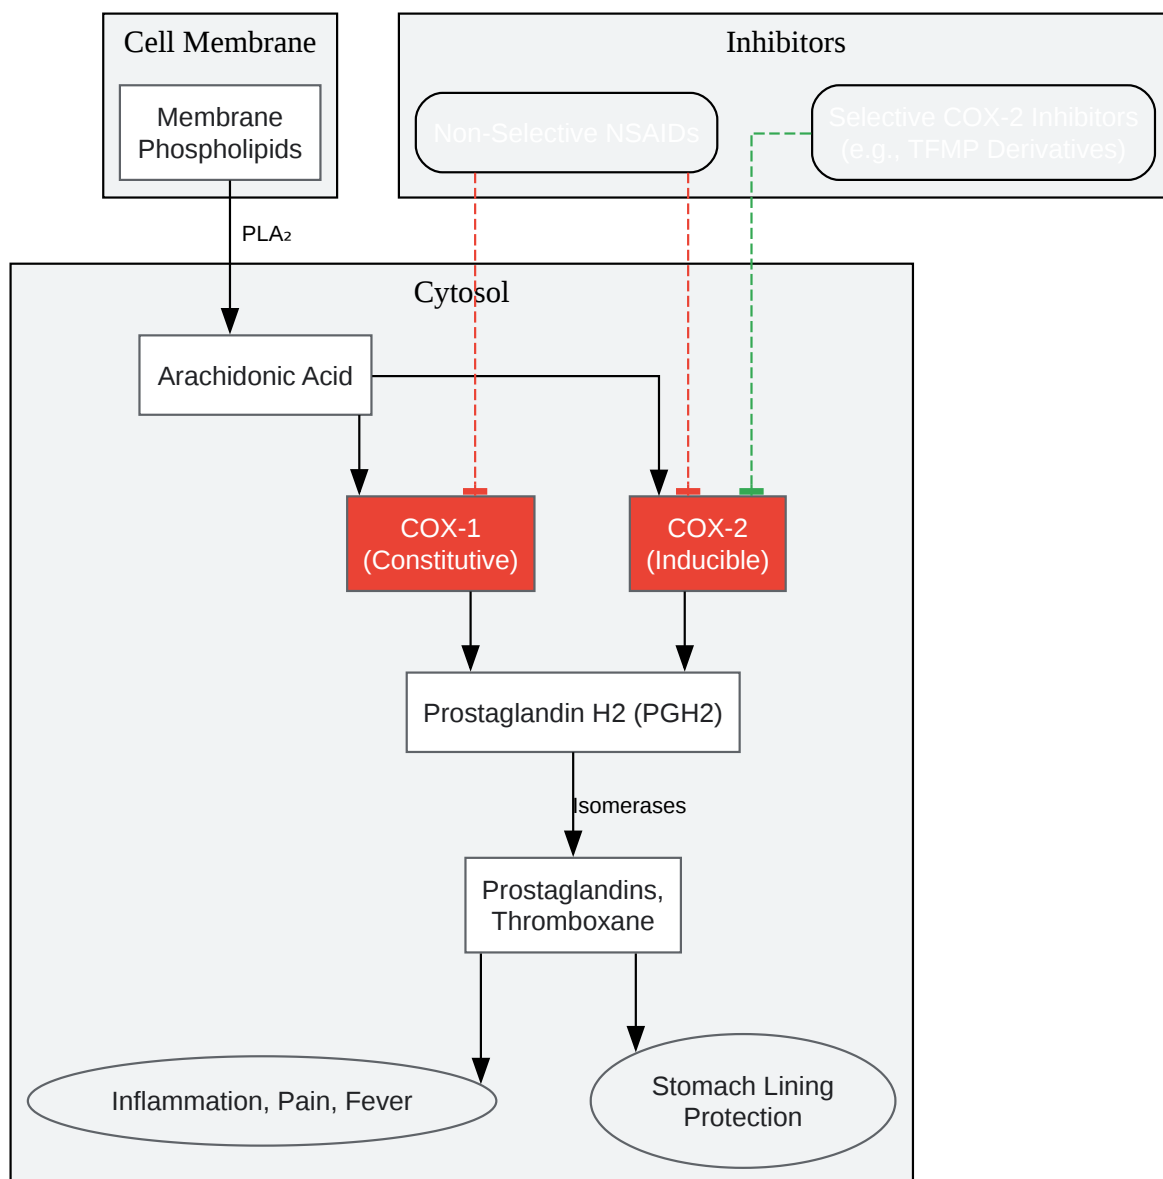 Cell Membrane
Membrane
Phospholipids
Inhibitors
Non-Selective NSAIDs
Selective COX-2 Inhibitors
(e.g., TFMP Derivatives)
PLA₂
Cytosol
Arachidonic Acid
COX-1
(Constitutive)
COX-2
(Inducible)
Prostaglandin H2 (PGH2)
Isomerases
Prostaglandins,
Thromboxane
Inflammation, Pain, Fever
Stomach Lining
Protection